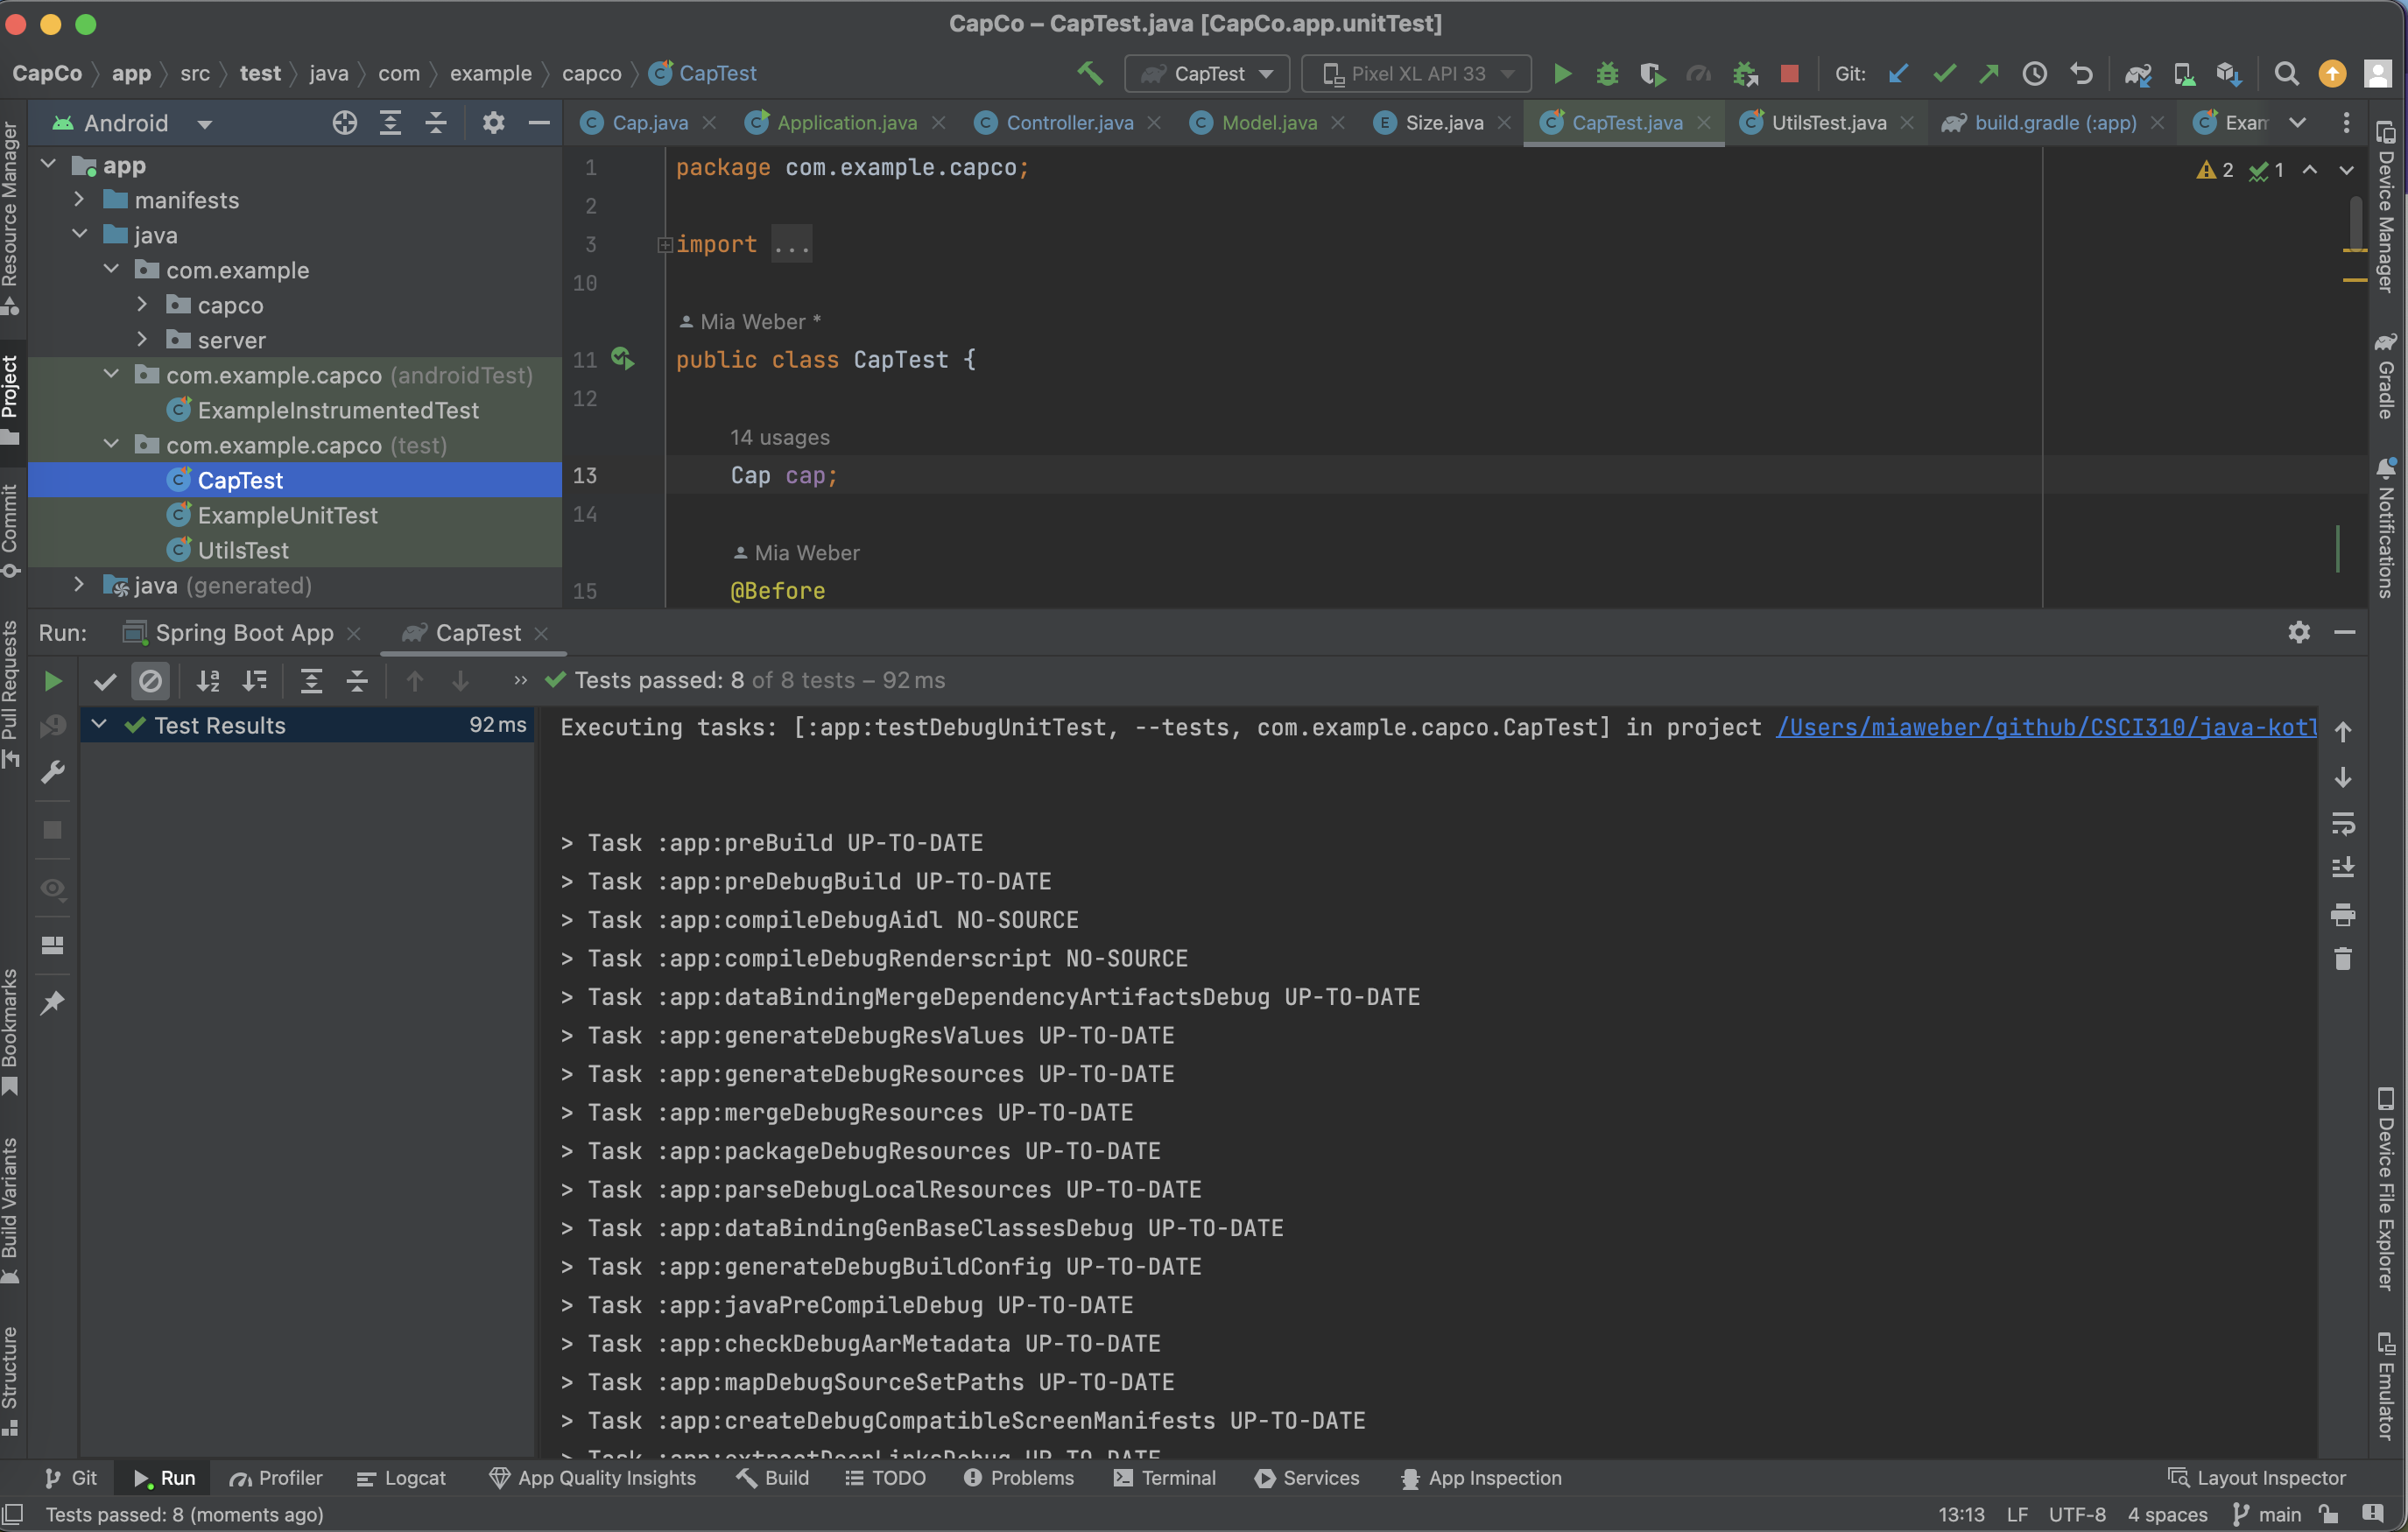 CapCo – CapTest.java [CapCo.app.unitTest]
CapCo app src test java com example capco CapTest
CapTest Pixel XL API 33 Git:
Android
Cap.java Application.java Controller.java Model.java Size.java CapTest.java UtilsTest.java build.gradle (:app) Exam
app
manifests
java
com.example
capco
server
com.example.capco (androidTest)
ExampleInstrumentedTest
com.example.capco (test)
CapTest
ExampleUnitTest
UtilsTest
java (generated)
1 package com.example.capco;
2
3 import ...
10
Mia Weber *
11 public class CapTest {
12
14 usages
13 Cap cap;
14
Mia Weber
15 @Before
2 1
Resource Manager
Project
Commit
Pull Requests
Bookmarks
Build Variants
Structure
Device Manager
Gradle
Notifications
Device File Explorer
Emulator
Run: Spring Boot App CapTest
Tests passed: 8 of 8 tests – 92 ms
Test Results 92 ms
Executing tasks: [:app:testDebugUnitTest, --tests, com.example.capco.CapTest] in project /Users/miaweber/github/CSCI310/java-kotl
> Task :app:preBuild UP-TO-DATE
> Task :app:preDebugBuild UP-TO-DATE
> Task :app:compileDebugAidl NO-SOURCE
> Task :app:compileDebugRenderscript NO-SOURCE
> Task :app:dataBindingMergeDependencyArtifactsDebug UP-TO-DATE
> Task :app:generateDebugResValues UP-TO-DATE
> Task :app:generateDebugResources UP-TO-DATE
> Task :app:mergeDebugResources UP-TO-DATE
> Task :app:packageDebugResources UP-TO-DATE
> Task :app:parseDebugLocalResources UP-TO-DATE
> Task :app:dataBindingGenBaseClassesDebug UP-TO-DATE
> Task :app:generateDebugBuildConfig UP-TO-DATE
> Task :app:javaPreCompileDebug UP-TO-DATE
> Task :app:checkDebugAarMetadata UP-TO-DATE
> Task :app:mapDebugSourceSetPaths UP-TO-DATE
> Task :app:createDebugCompatibleScreenManifests UP-TO-DATE
> Task :app:extractDeepLinksDebug UP-TO-DATE
Git Run Profiler Logcat App Quality Insights Build TODO Problems Terminal Services App Inspection Layout Inspector
Tests passed: 8 (moments ago) 13:13 LF UTF-8 4 spaces main